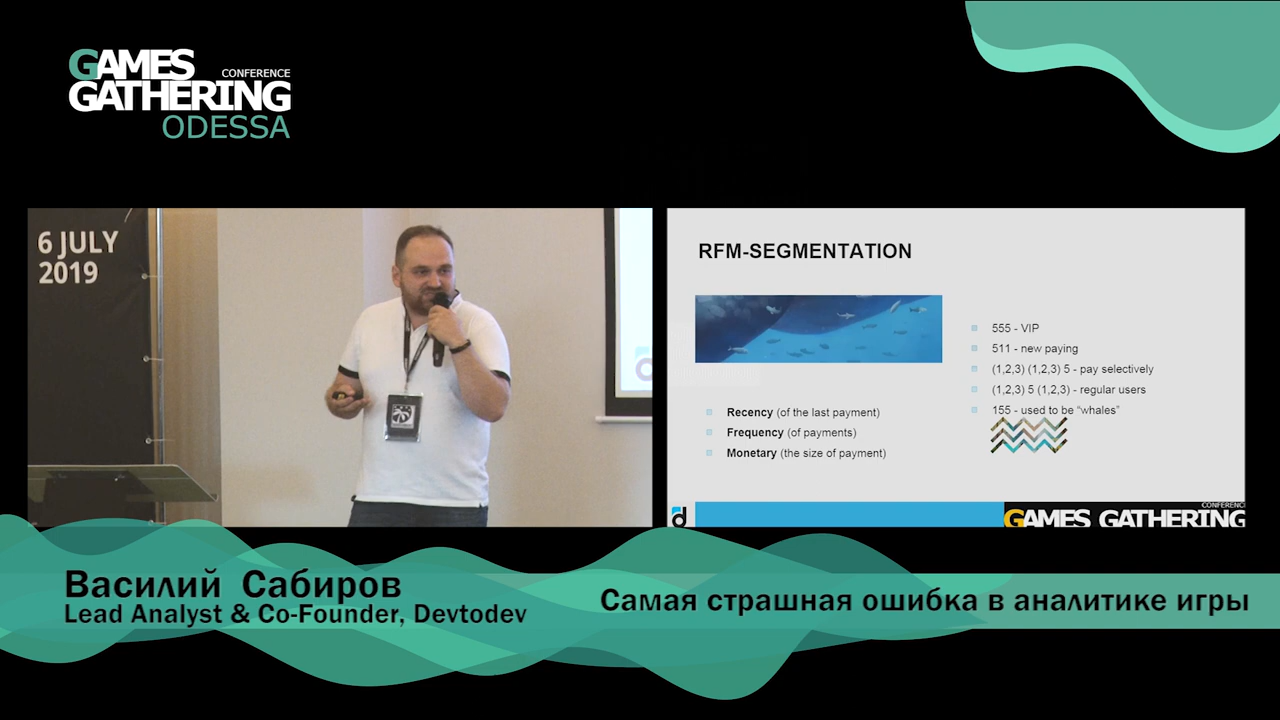 GAMES
CONFERENCE
GATHERING
ODESSA
6 JULY
2019
RFM-SEGMENTATION
Recency (of the last payment)
Frequency (of payments)
Monetary (the size of payment)
555 - VIP
511 - new paying
(1,2,3) (1,2,3) 5 - pay selectively
(1,2,3) 5 (1,2,3) - regular users
155 - used to be “whales”
d
CONFERENCE
GAMES GATHERING
Василий Сабиров
Lead Analyst & Co-Founder, Devtodev
Самая страшная ошибка в аналитике игры